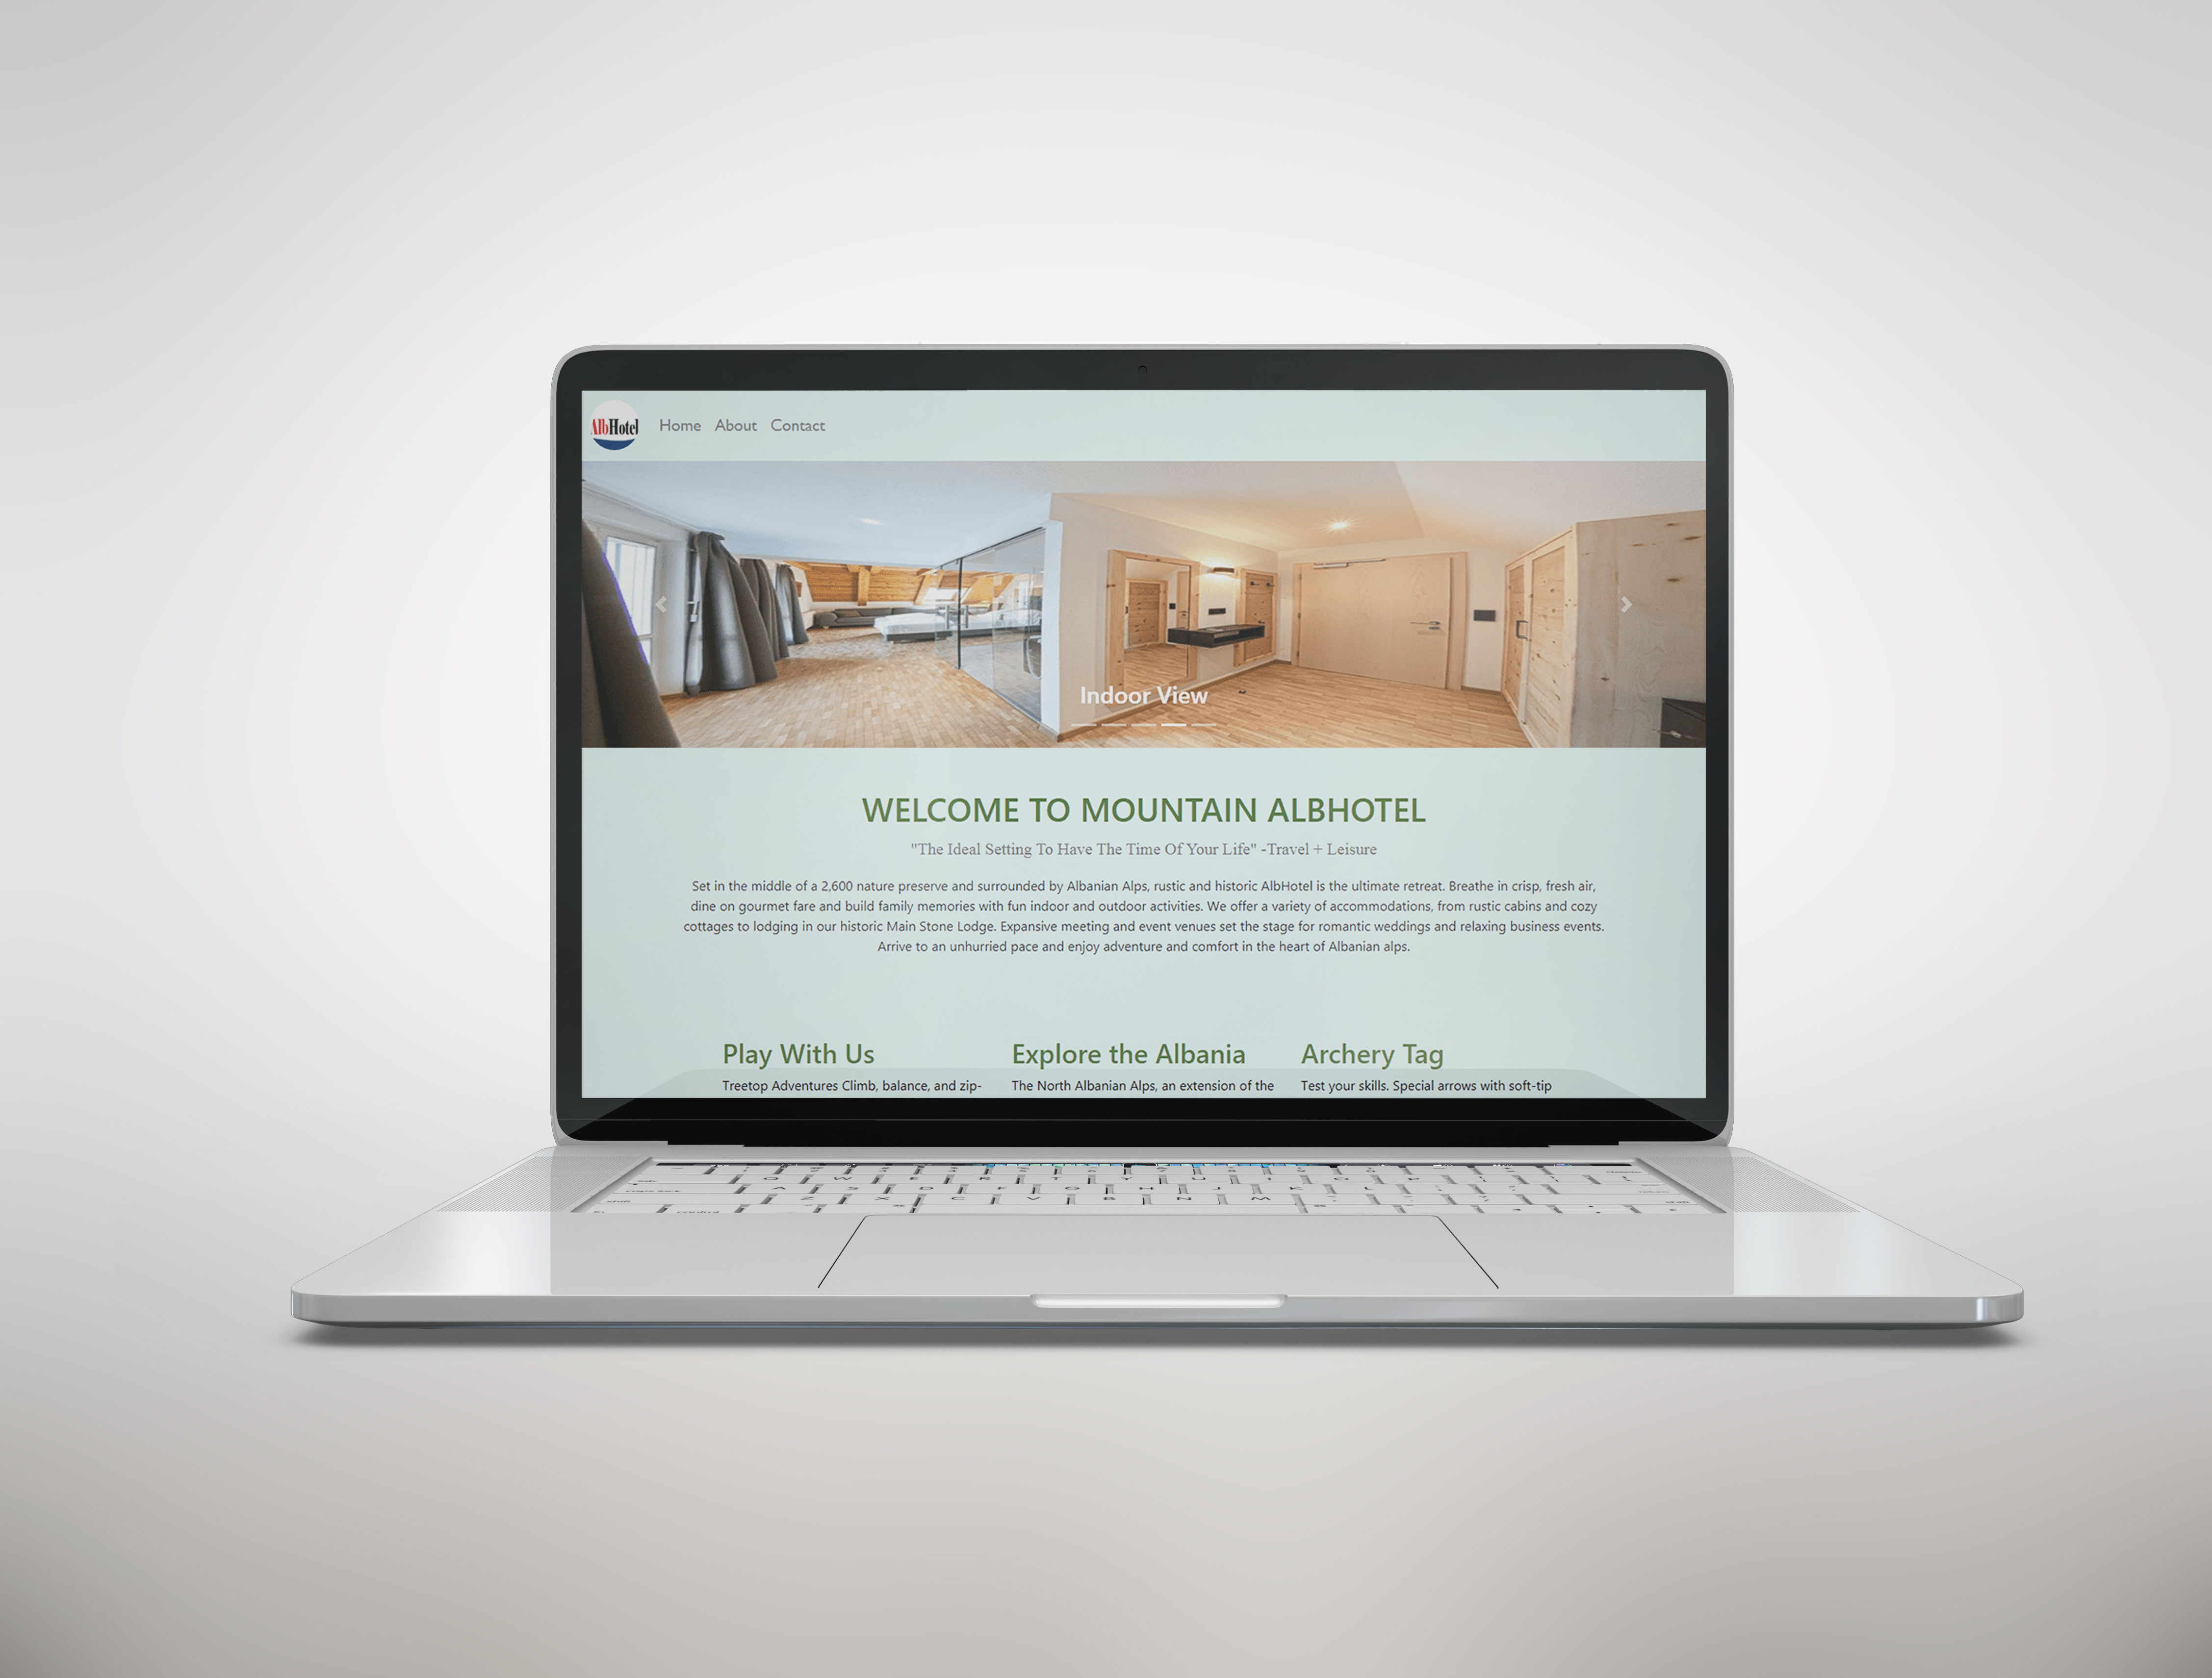 AlbHotel
Home About Contact
Indoor View
WELCOME TO MOUNTAIN ALBHOTEL
"The Ideal Setting To Have The Time Of Your Life" -Travel + Leisure
Set in the middle of a 2,600 nature preserve and surrounded by Albanian Alps, rustic and historic AlbHotel is the ultimate retreat. Breathe in crisp, fresh air,
dine on gourmet fare and build family memories with fun indoor and outdoor activities. We offer a variety of accommodations, from rustic cabins and cozy
cottages to lodging in our historic Main Stone Lodge. Expansive meeting and event venues set the stage for romantic weddings and relaxing business events.
Arrive to an unhurried pace and enjoy adventure and comfort in the heart of Albanian alps.
Play With Us
Treetop Adventures Climb, balance, and zip-
Explore the Albania
The North Albanian Alps, an extension of the
Archery Tag
Test your skills. Special arrows with soft-tip
Q W E R T Y U I O P
caps lock A S D F G H J K L
Z X C V B N M
control